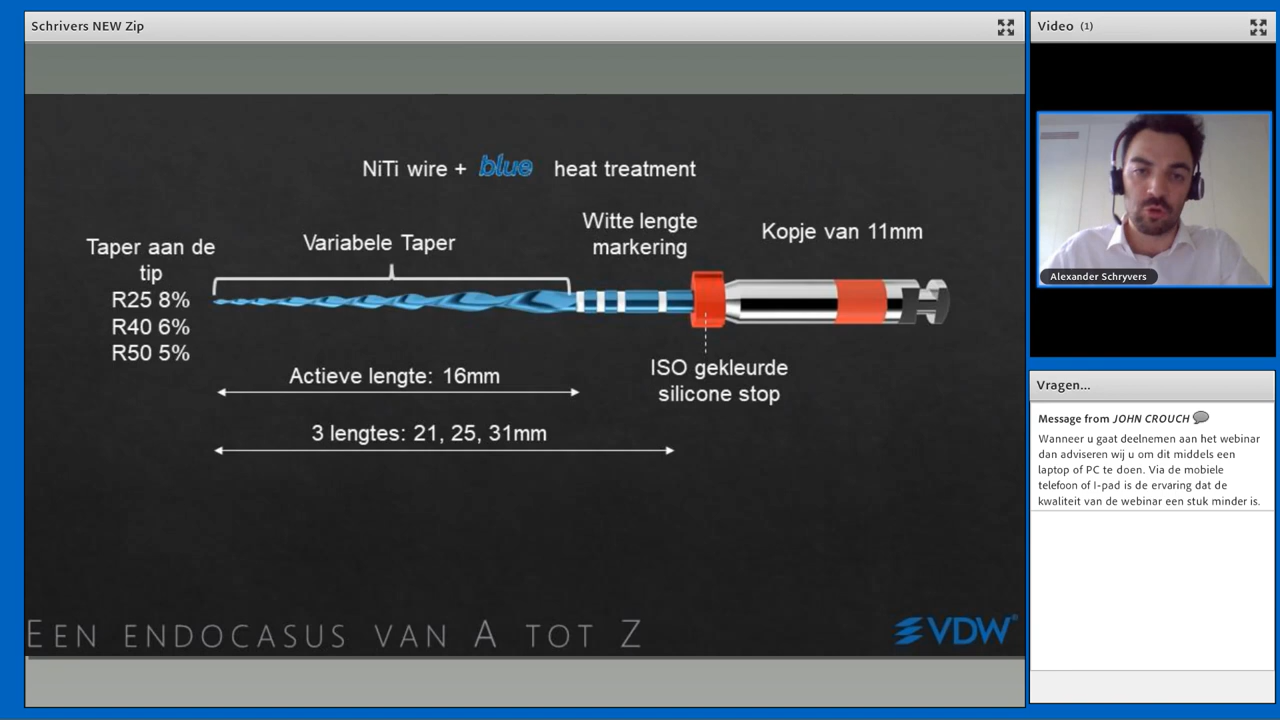 Schrivers NEW Zip
NiTi wire + blue heat treatment
Taper aan de
tip
R25 8%
R40 6%
R50 5%
Variabele Taper
Witte lengte
markering
Kopje van 11mm
ISO gekleurde
silicone stop
Actieve lengte: 16mm
3 lengtes: 21, 25, 31mm
EEN ENDOCASUS VAN A TOT Z
VDW
Video (1)
Alexander Schryvers
Vragen...
Message from JOHN CROUCH
Wanneer u gaat deelnemen aan het webinar
dan adviseren wij u om dit middels een
laptop of PC te doen. Via de mobiele
telefoon of I-pad is de ervaring dat de
kwaliteit van de webinar een stuk minder is.